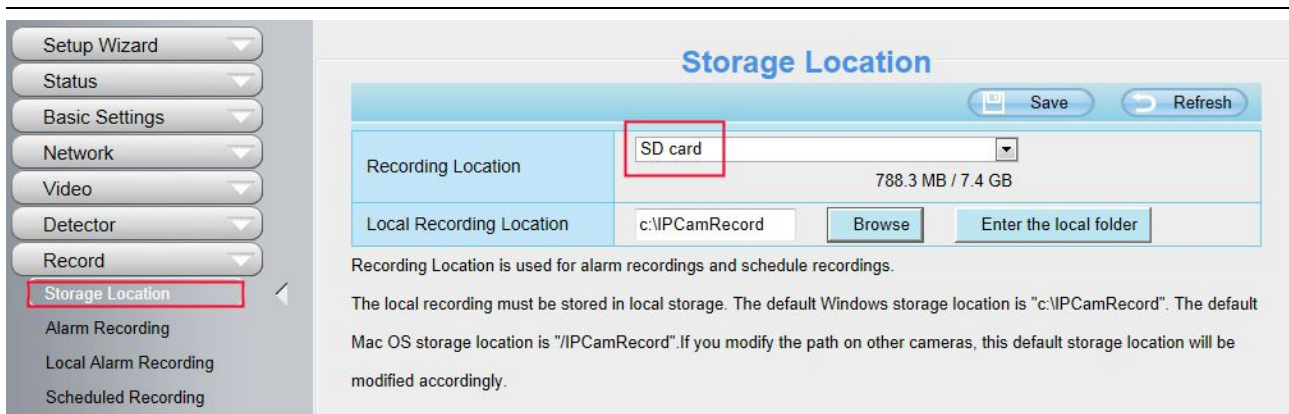 Setup Wizard
Status
Basic Settings
Network
Video
Detector
Record
Storage Location
Alarm Recording
Local Alarm Recording
Scheduled Recording
Storage Location
Save Refresh
Recording Location SD card
788.3 MB / 7.4 GB
Local Recording Location c:\IPCamRecord Browse Enter the local folder
Recording Location is used for alarm recordings and schedule recordings.
The local recording must be stored in local storage. The default Windows storage location is "c:\IPCamRecord". The default
Mac OS storage location is "/IPCamRecord".If you modify the path on other cameras, this default storage location will be
modified accordingly.